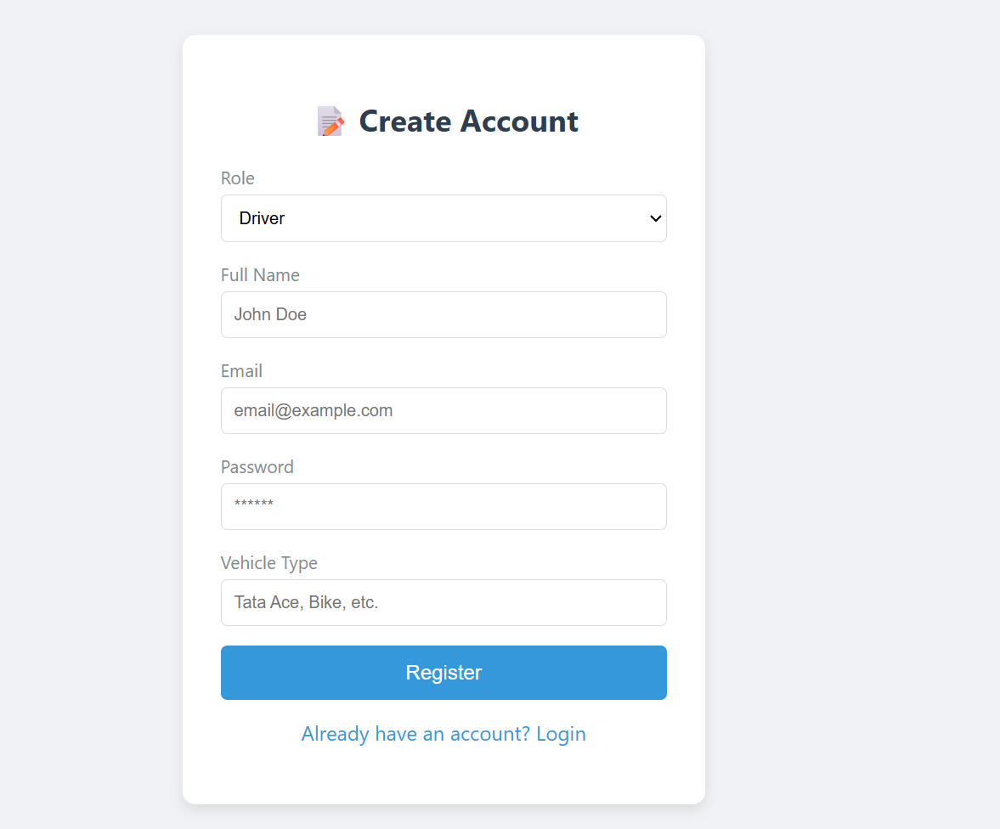 Create Account
Role
Driver
Full Name
John Doe
Email
email@example.com
Password
******
Vehicle Type
Tata Ace, Bike, etc.
Register
Already have an account? Login